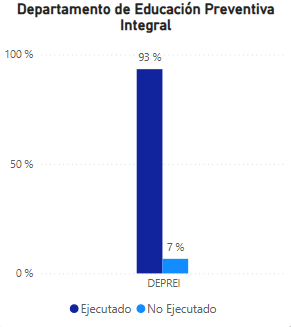 Departamento de Educación Preventiva
Integral
100 %
93 %
50 %
7 %
0 %
DEPREI
Ejecutado No Ejecutado